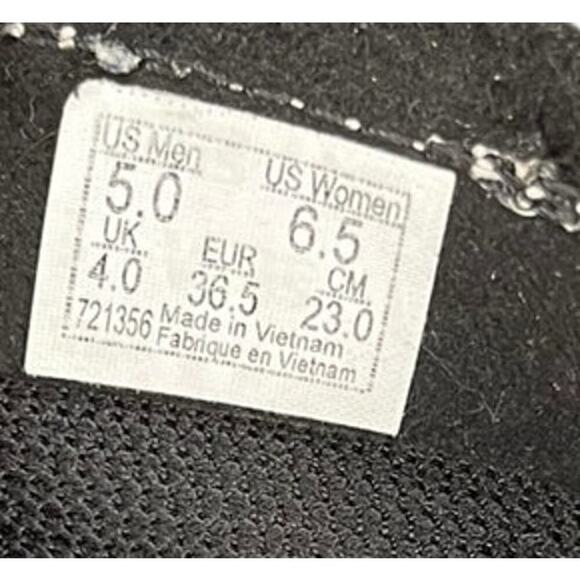 US Men US Women
5.0 6.5
UK EUR CM
4.0 36.5 23.0
721356 Made in Vietnam
Fabrique en Vietnam